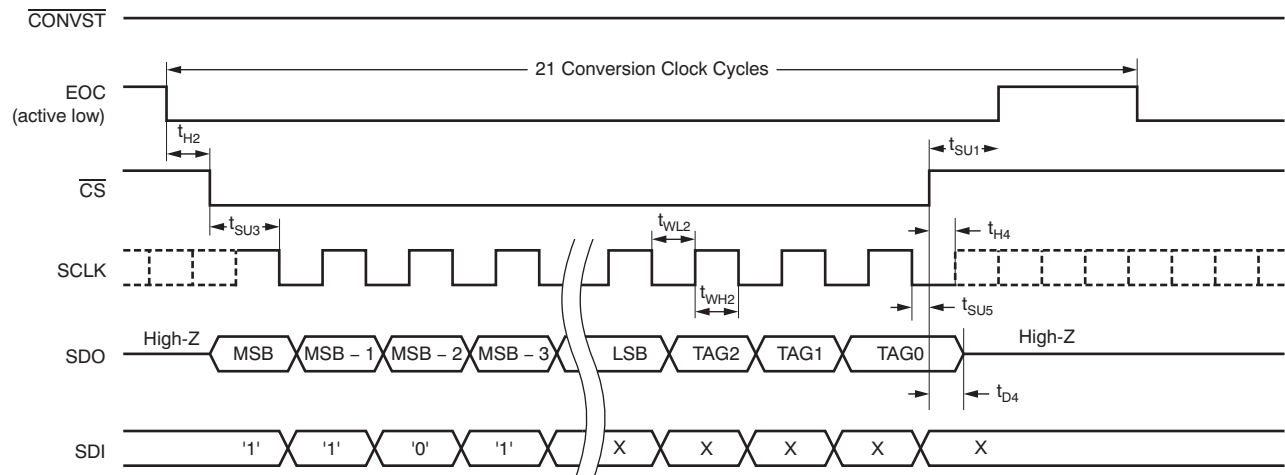 CONVST
21 Conversion Clock Cycles
EOC
(active low)
tH2
tSU1
CS
tSU3
tWL2
tH4
SCLK
tWH2
tSU5
High-Z
High-Z
SDO
MSB
MSB – 1
MSB – 2
MSB – 3
LSB
TAG2
TAG1
TAG0
tD4
SDI
'1'
'1'
'0'
'1'
X
X
X
X
X